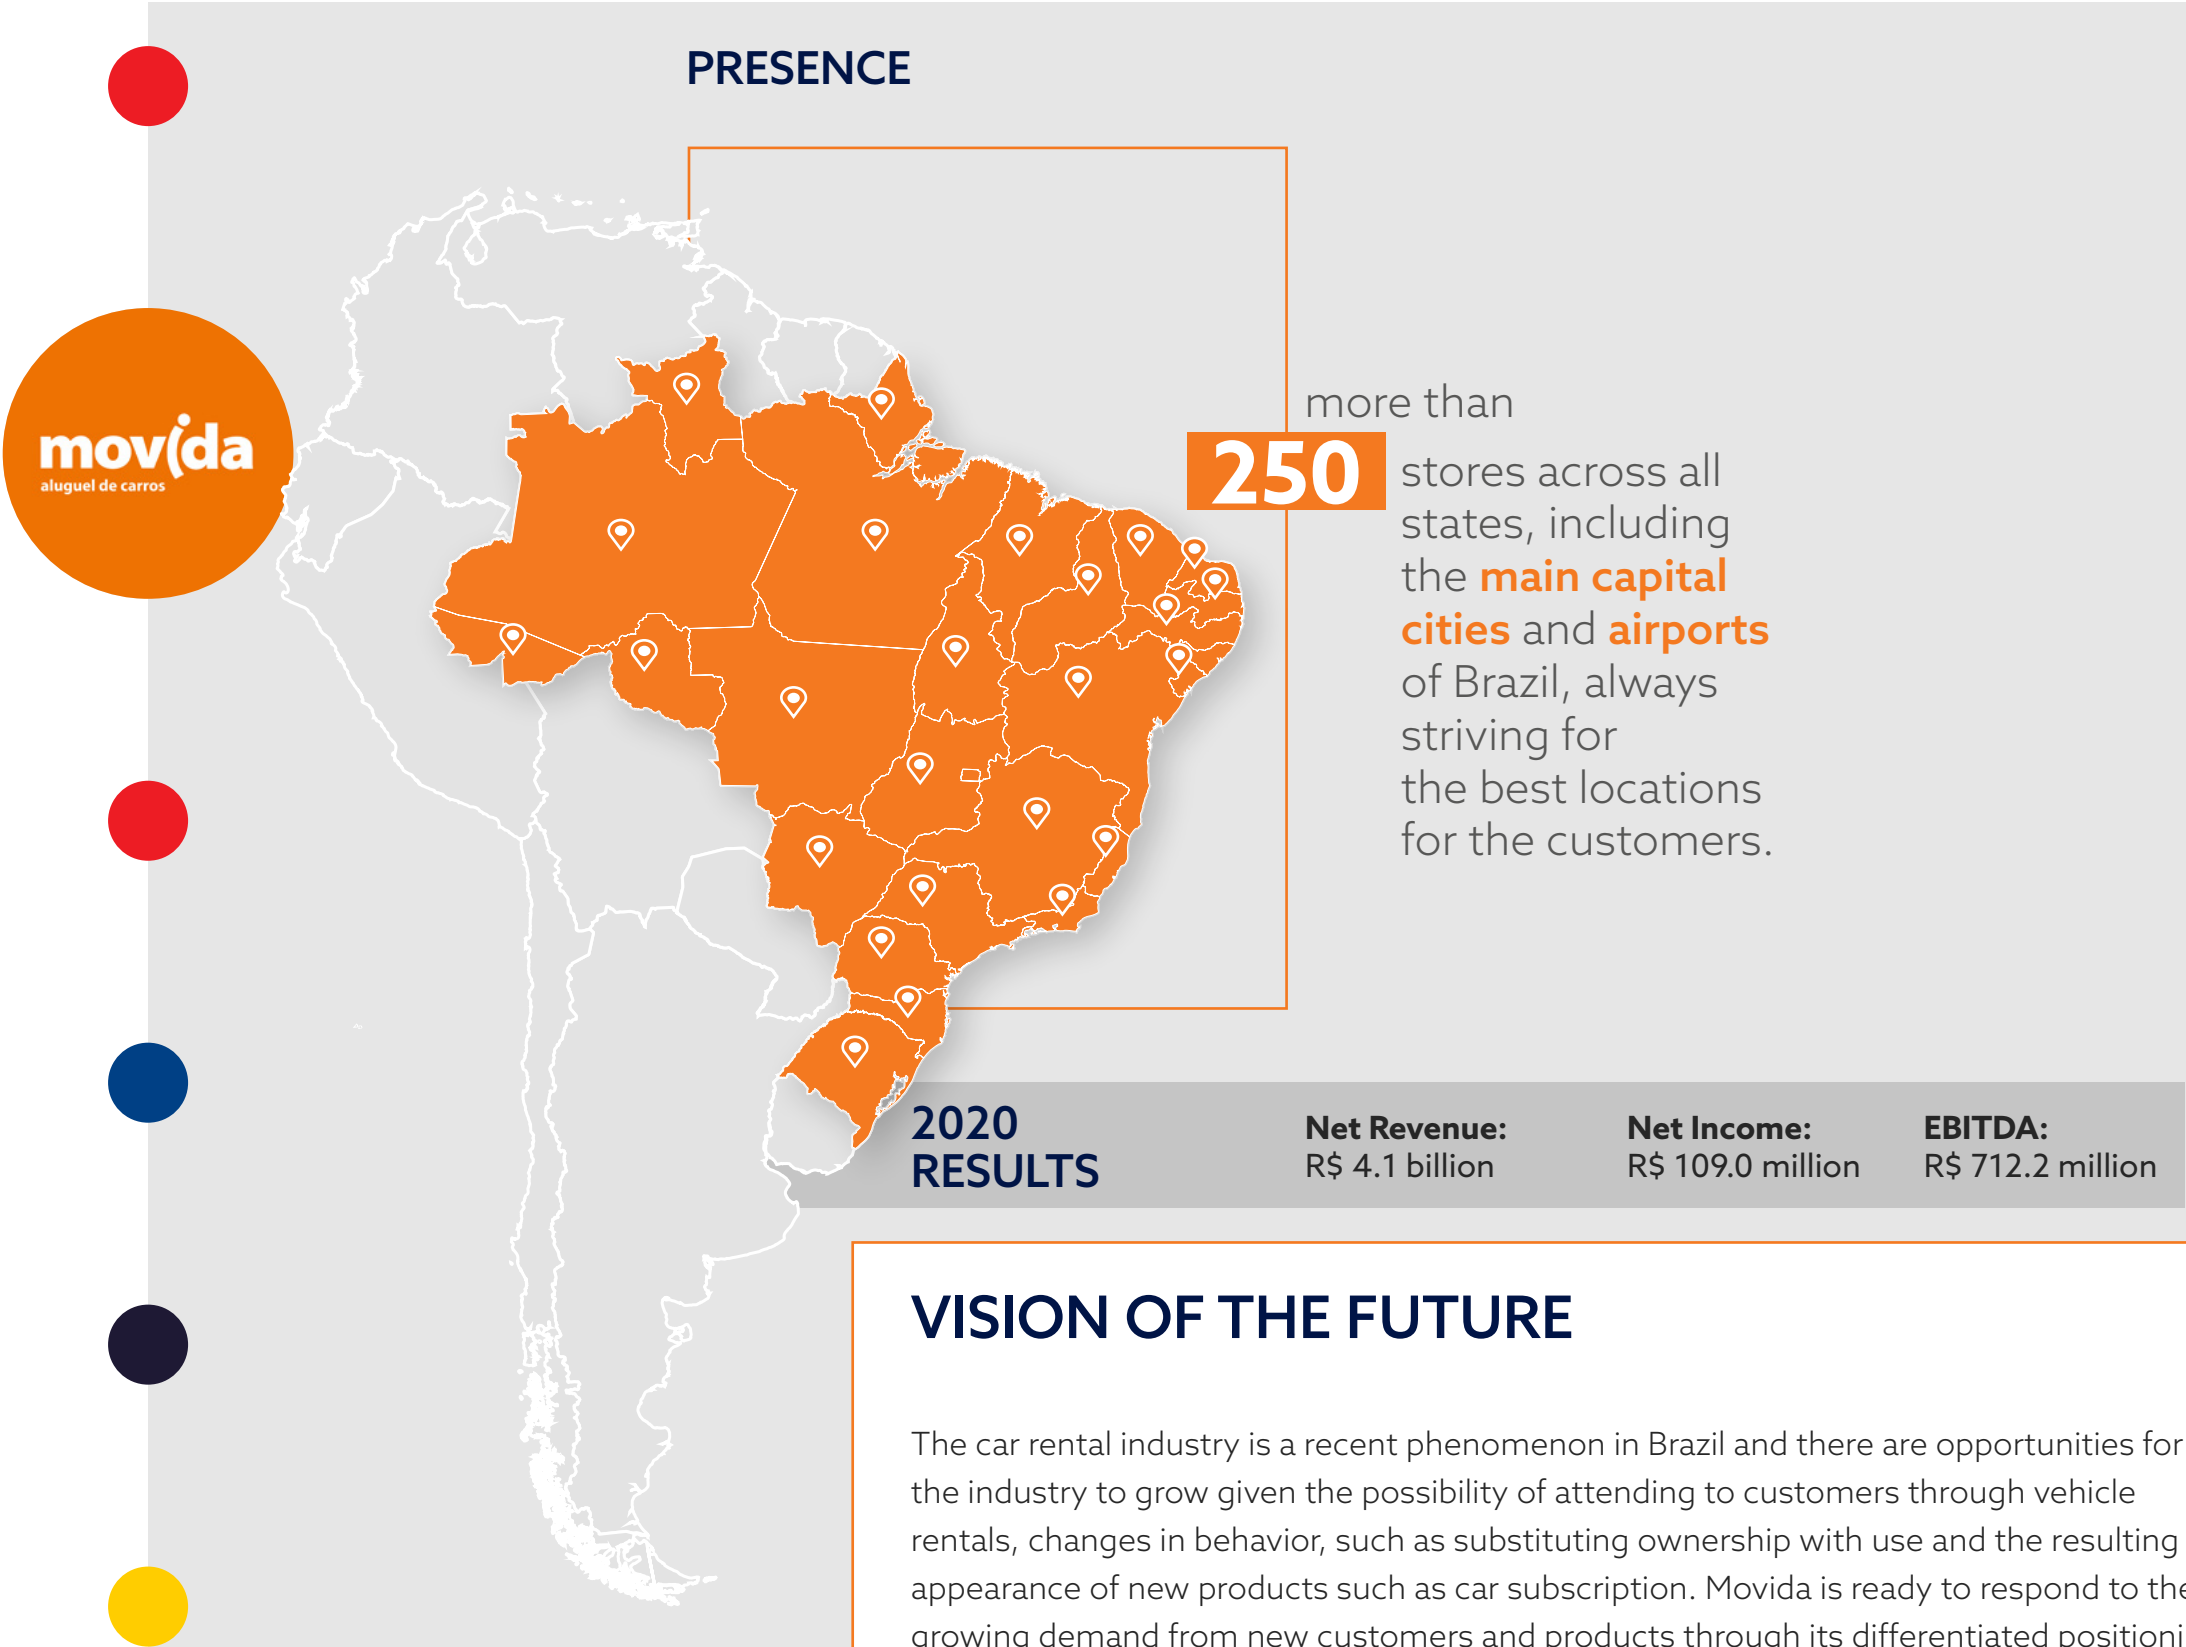 PRESENCE
movida
aluguel de carros
more than
250
stores across all
states, including
the main capital
cities and airports
of Brazil, always
striving for
the best locations
for the customers.
2020
RESULTS
Net Revenue:
R$ 4.1 billion
Net Income:
R$ 109.0 million
EBITDA:
R$ 712.2 million
VISION OF THE FUTURE
The car rental industry is a recent phenomenon in Brazil and there are opportunities for
the industry to grow given the possibility of attending to customers through vehicle
rentals, changes in behavior, such as substituting ownership with use and the resulting
appearance of new products such as car subscription. Movida is ready to respond to the
growing demand from new customers and products through its differentiated